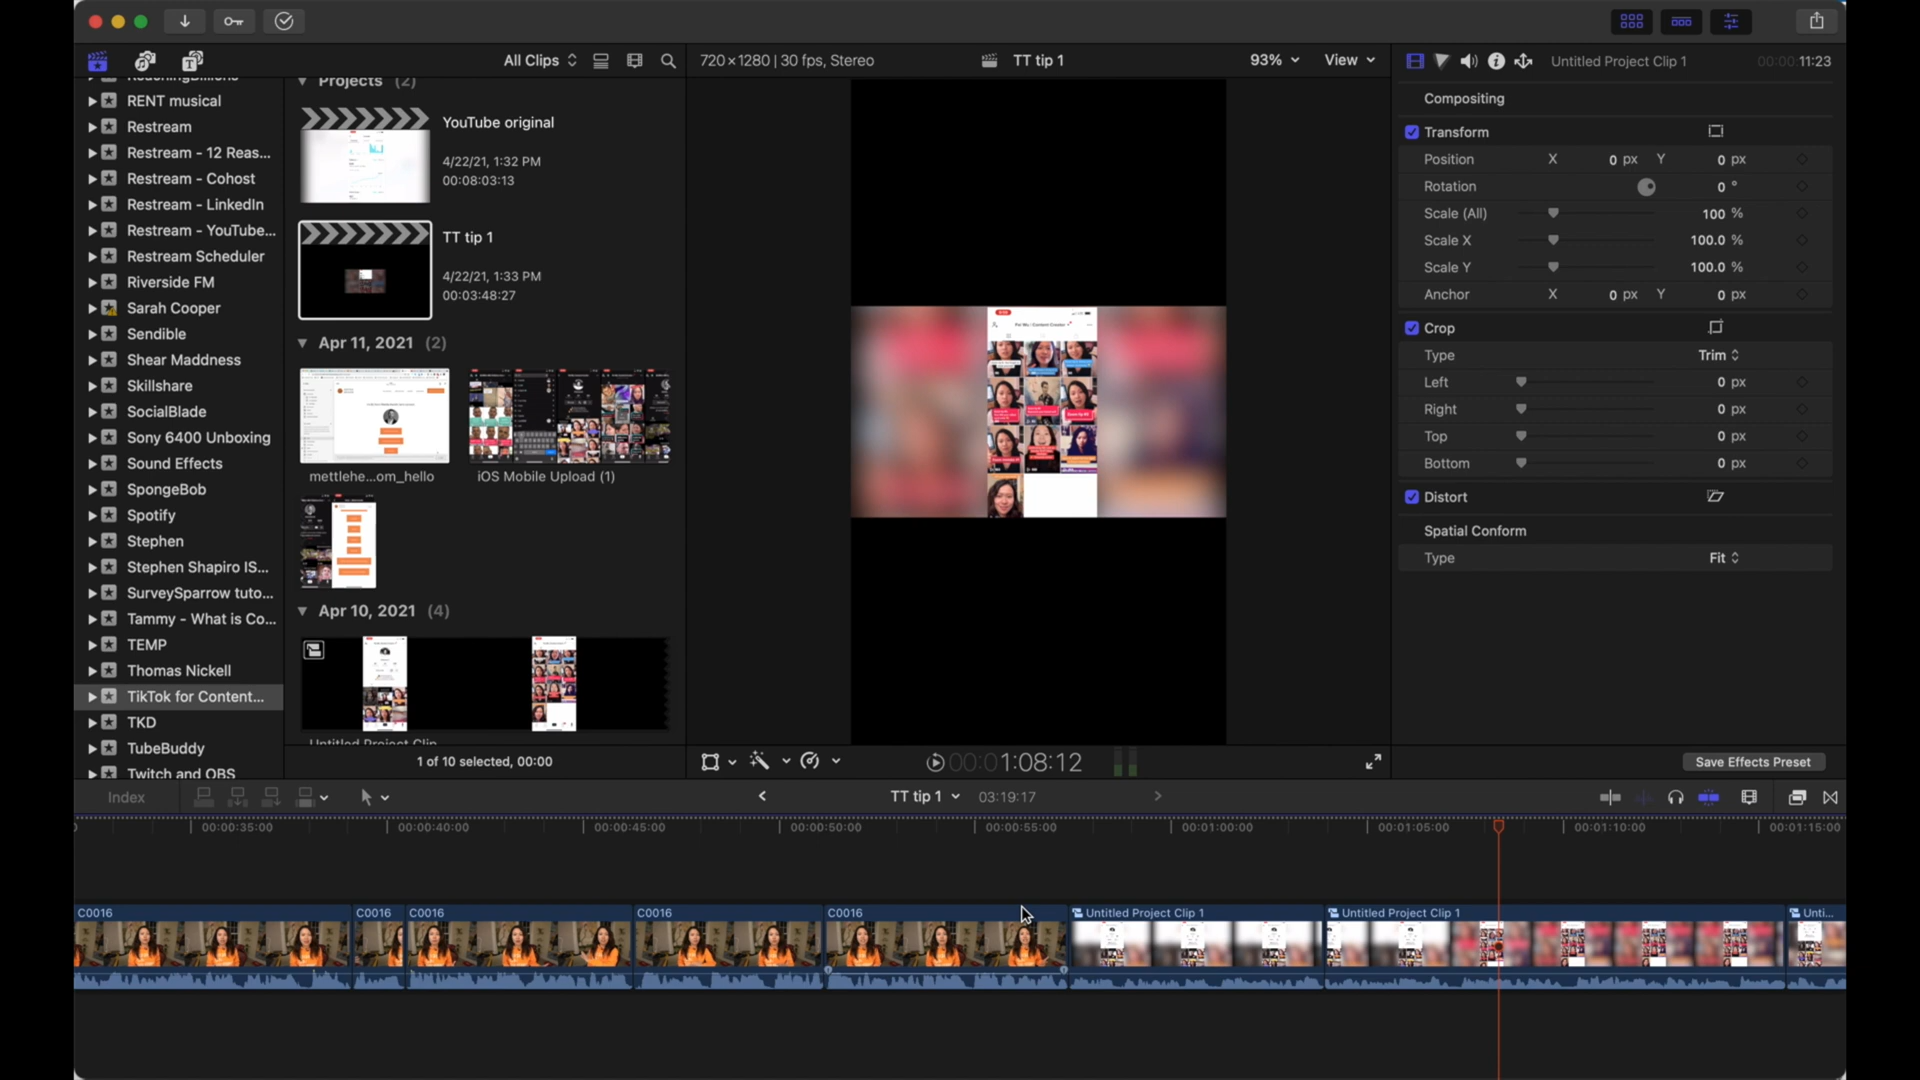 All Clips
720×1280 | 30 fps, Stereo
TT tip 1
93%
View
Untitled Project Clip 1
00:00:11:23
RENT musical
Restream
Restream - 12 Reas...
Restream - Cohost
Restream - LinkedIn
Restream - YouTube...
Restream Scheduler
Riverside FM
Sarah Cooper
Sendible
Shear Maddness
Skillshare
SocialBlade
Sony 6400 Unboxing
Sound Effects
SpongeBob
Spotify
Stephen
Stephen Shapiro IS...
SurveySparrow tuto...
Tammy - What is Co...
TEMP
Thomas Nickell
TikTok for Content...
TKD
TubeBuddy
Twitch and OBS
Projects (2)
YouTube original
4/22/21, 1:32 PM
00:08:03:13
TT tip 1
4/22/21, 1:33 PM
00:03:48:27
Apr 11, 2021 (2)
mettlehe...om_hello
iOS Mobile Upload (1)
Apr 10, 2021 (4)
Untitled Project Clip
1 of 10 selected, 00:00
00:01:08:12
Compositing
Transform
Position X 0 px Y 0 px
Rotation 0 °
Scale (All) 100 %
Scale X 100.0 %
Scale Y 100.0 %
Anchor X 0 px Y 0 px
Crop
Type Trim
Left 0 px
Right 0 px
Top 0 px
Bottom 0 px
Distort
Spatial Conform
Type Fit
Save Effects Preset
Index
TT tip 1
03:19:17
00:00:35:00
00:00:40:00
00:00:45:00
00:00:50:00
00:00:55:00
00:01:00:00
00:01:05:00
00:01:10:00
00:01:15:00
C0016
C0016
C0016
C0016
C0016
Untitled Project Clip 1
Untitled Project Clip 1
Unti...